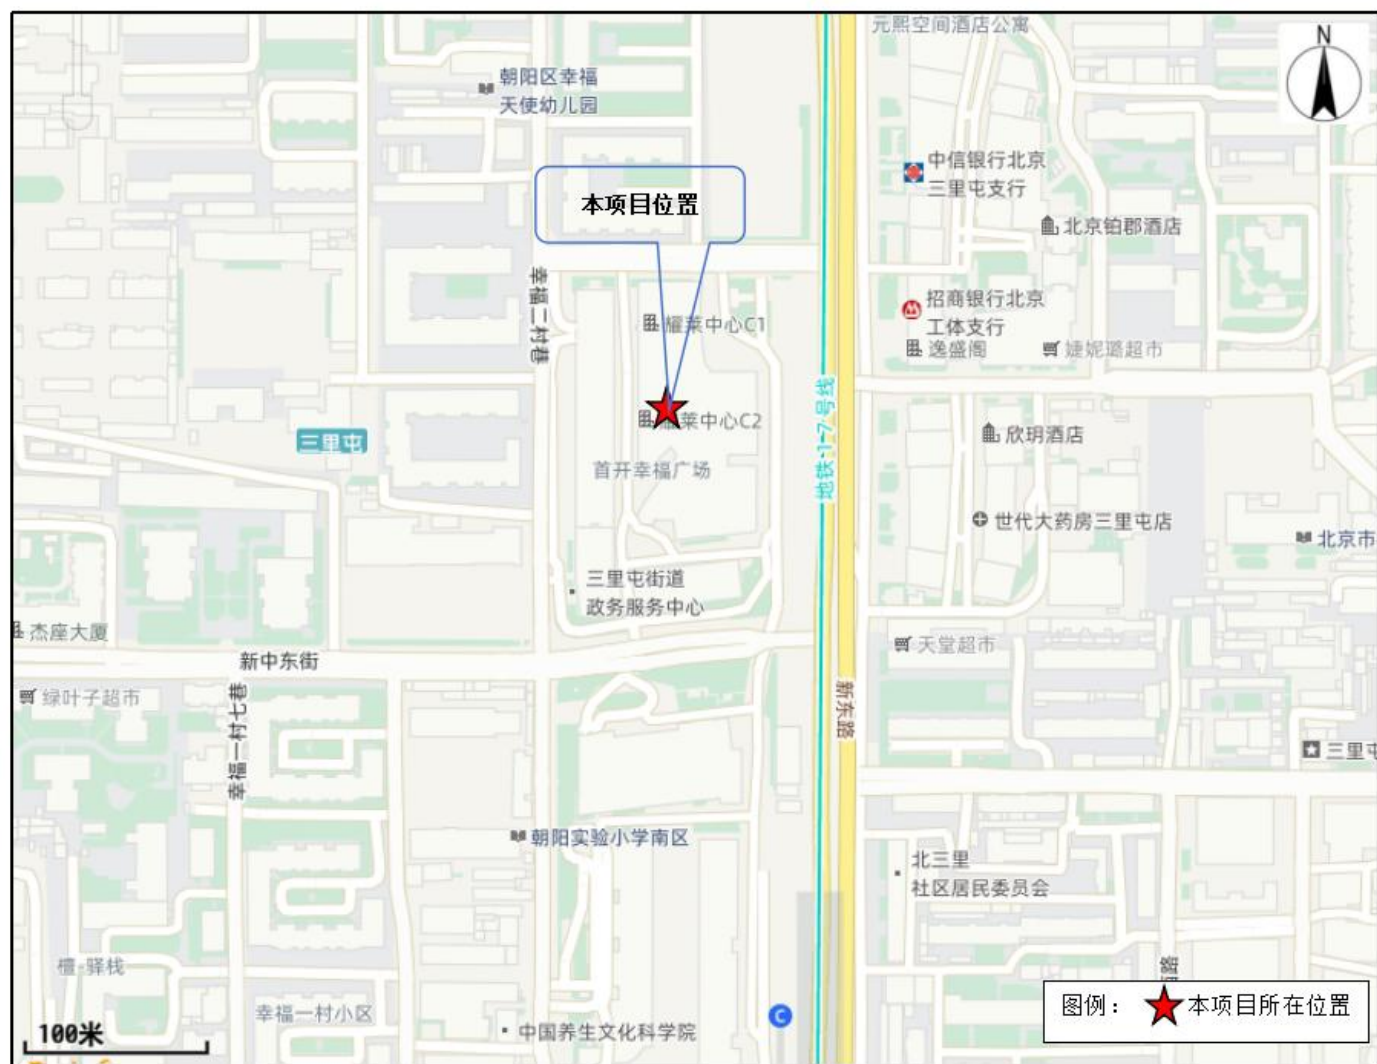 元熙空间酒店公寓
N
朝阳区幸福
天使幼儿园
中信银行北京
三里屯支行
本项目位置
北京铂郡酒店
幸福二村巷
招商银行北京
工体支行
耀莱中心C1
逸盛阁
婕妮璐超市
地铁·17号线
莱中心C2
欣玥酒店
三里屯
首开幸福广场
世代大药房三里屯店
北京市
三里屯街道
政务服务中心
杰座大厦
天堂超市
新中东街
绿叶子超市
幸福一村七巷
新东路
三里屯
朝阳实验小学南区
北三里
社区居民委员会
檀·驿栈
路
图例：
本项目所在位置
幸福一村小区
C
100米
中国养生文化科学院